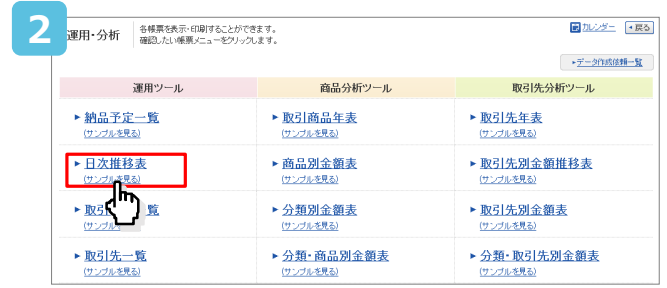 2
運用・分析
各帳票を表示・印刷することができます。
確認したい帳票メニューをクリックします。
カレンダー
戻る
データ作成依頼一覧
運用ツール
商品分析ツール
取引先分析ツール
納品予定一覧
(サンプルを見る)
取引商品年表
(サンプルを見る)
取引先年表
(サンプルを見る)
日次推移表
(サンプルを見る)
商品別金額表
(サンプルを見る)
取引先別金額推移表
(サンプルを見る)
取引 覧
(サンプル
分類別金額表
(サンプルを見る)
取引先別金額表
(サンプルを見る)
取引先一覧
(サンプルを見る)
分類・商品別金額表
(サンプルを見る)
分類・取引先別金額表
(サンプルを見る)